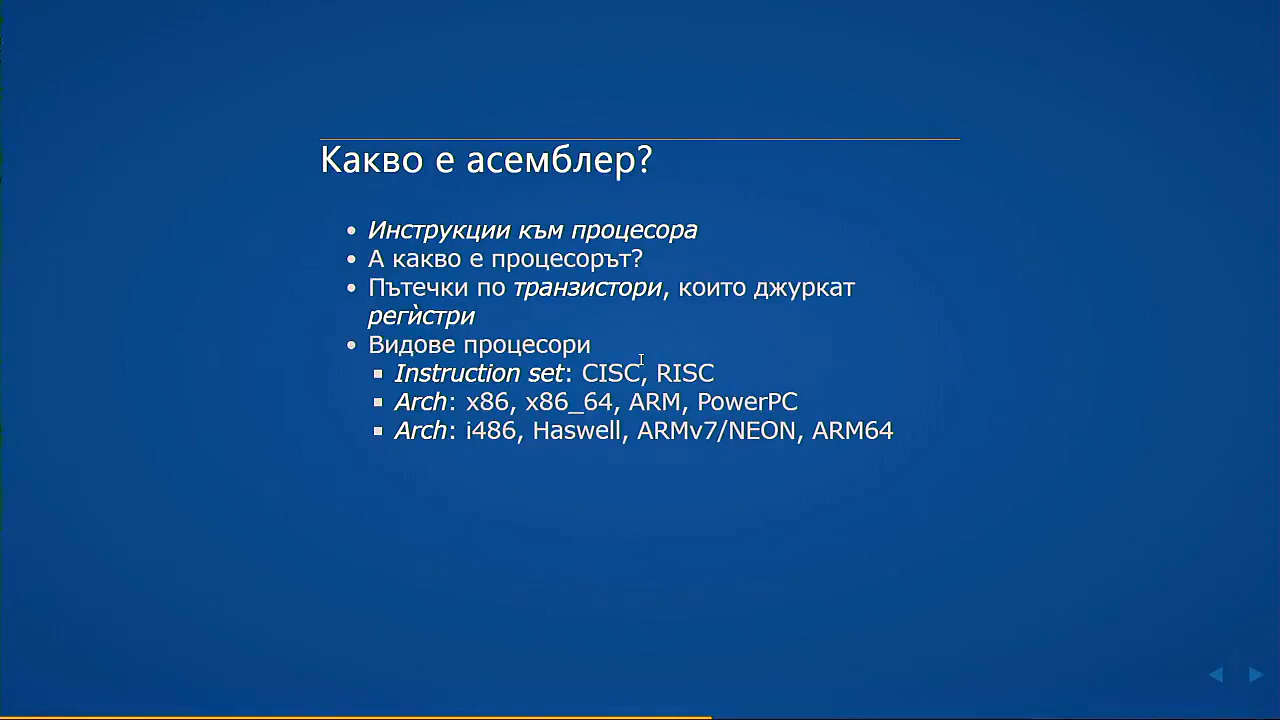 Какво е асемблер?
Инструкции към процесора
А какво е процесорът?
Пътечки по транзистори, които джуркат
регѝстри
Видове процесори
Instruction set: CISC, RISC
Arch: x86, x86_64, ARM, PowerPC
Arch: i486, Haswell, ARMv7/NEON, ARM64